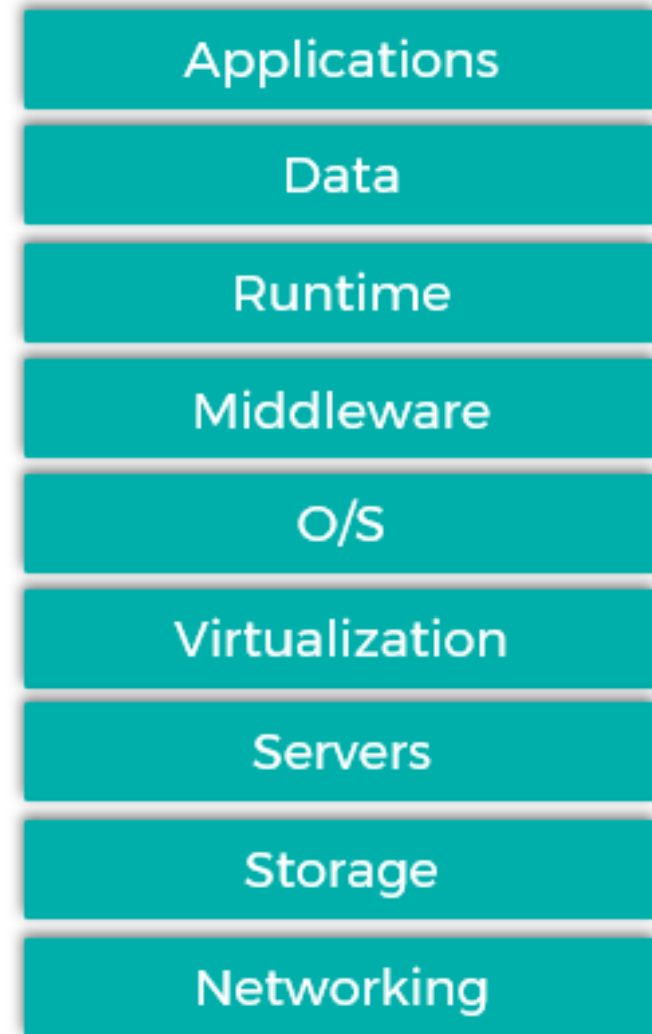 Applications
Data
Runtime
Middleware
O/S
Virtualization
Servers
Storage
Networking